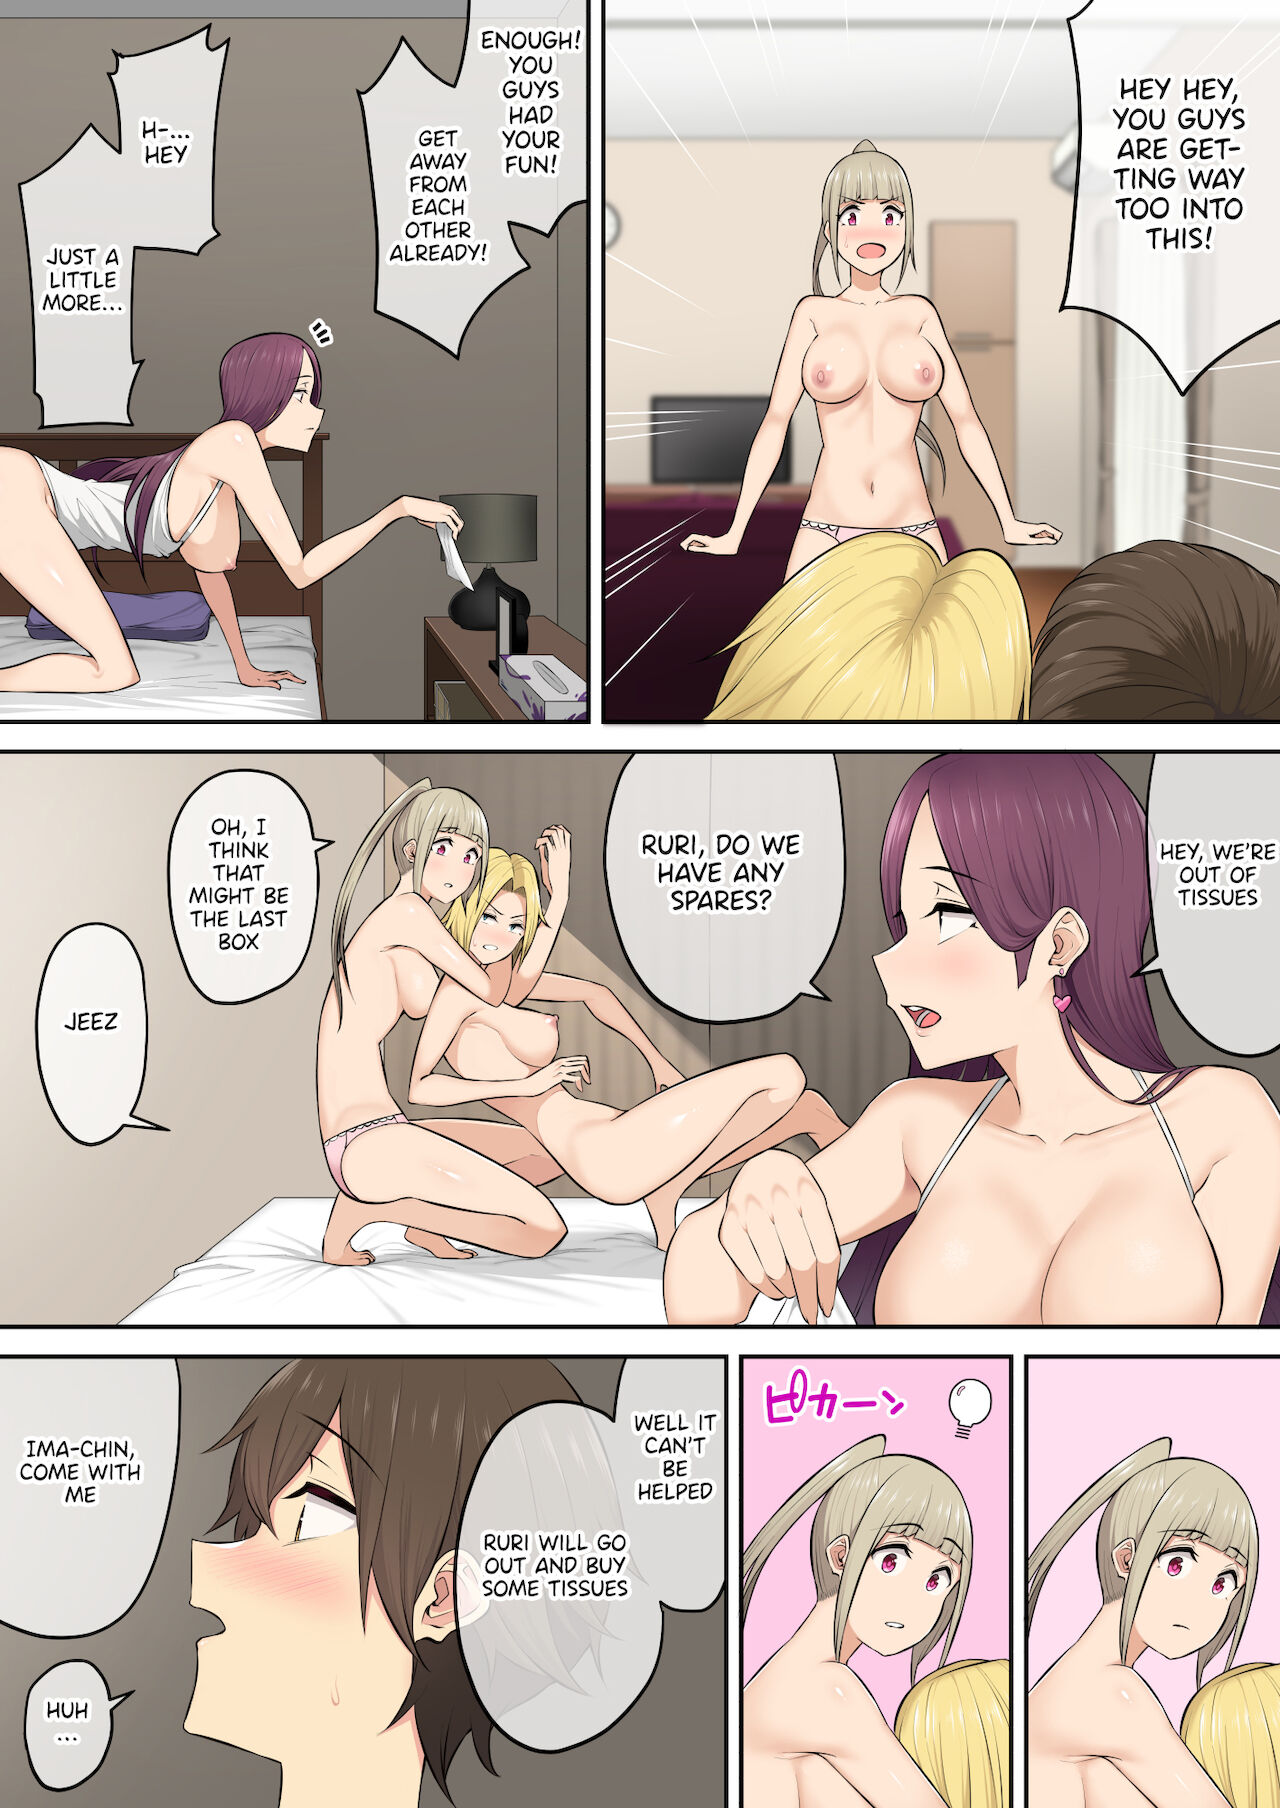 HEY HEY,
YOU GUYS
ARE GET-
TING WAY
TOO INTO
THIS!
ENOUGH!
YOU
GUYS
HAD
YOUR
FUN!
GET
AWAY
FROM
EACH
OTHER
ALREADY!
H-...
HEY
JUST A
LITTLE
MORE...
HEY, WE'RE
OUT OF
TISSUES
RURI, DO WE
HAVE ANY
SPARES?
OH, I
THINK
THAT
MIGHT BE
THE LAST
BOX
JEEZ
ピカーン
WELL IT
CAN'T
BE
HELPED
RURI WILL GO
OUT AND BUY
SOME TISSUES
IMA-CHIN,
COME WITH
ME
HUH
...